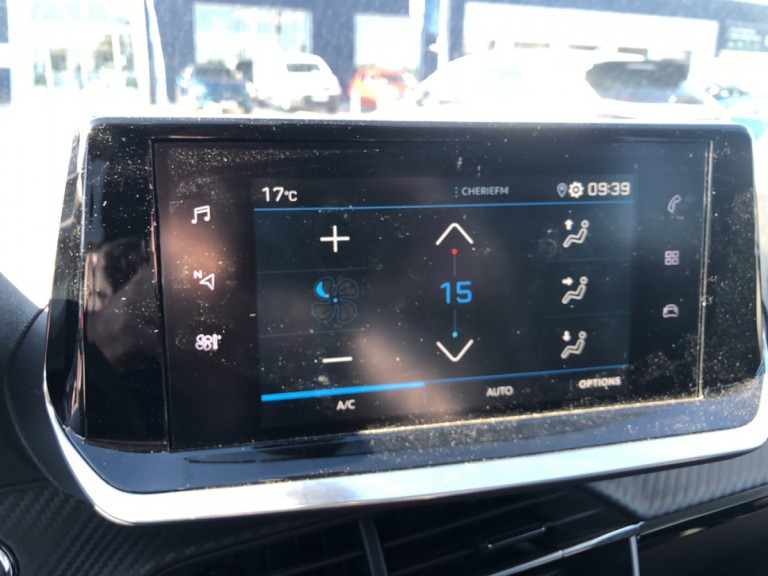 17°C
CHERIEFM
09:39
N
15
A/C
AUTO
OPTIONS